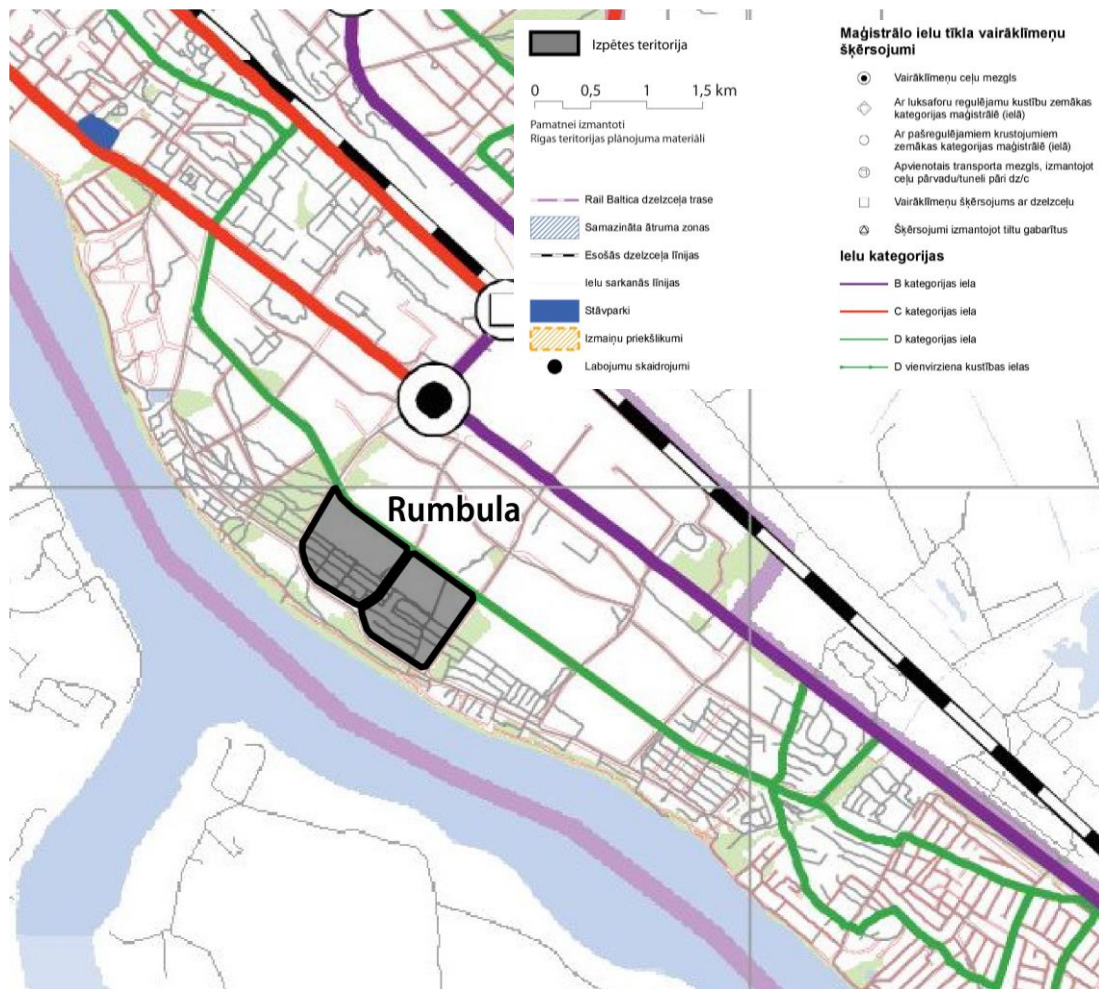 Izpētes teritorija
0 0,5 1 1,5 km
Pamatnei izmantoti
Rīgas teritorijas plānojuma materiāli
Rail Baltica dzelzceļa trase
Samazināta ātruma zonas
Esošās dzelzceļa līnijas
Ielu sarkanās līnijas
Stāvparki
Izmaiņu priekšlikumi
Labojumu skaidrojumi
Maģistrālo ielu tīkla vairāklīmeņu
šķērsojumi
Vairāklīmeņu ceļu mezgls
Ar luksaforu regulējamu kustību zemākas
kategorijas maģistrālē (ielā)
Ar pašregulējamiem krustojumiem
zemākas kategorijas maģistrālē (ielā)
Apvienotais transporta mezgls, izmantojot
ceļu pārvadu/tuneli pāri dz/c
Vairāklīmeņu šķērsojums ar dzelzceļu
Šķērsojumi izmantojot tiltu gabarītus
Ielu kategorijas
B kategorijas iela
C kategorijas iela
D kategorijas iela
D vienvirziena kustības ielas
Rumbula